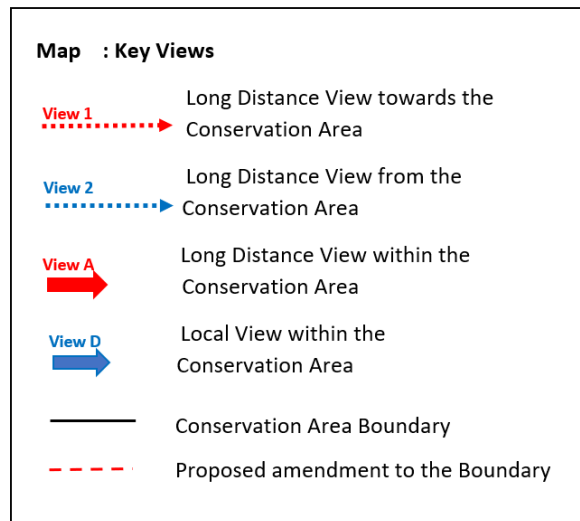 Map : Key Views
View 1
Long Distance View towards the
Conservation Area
View 2
Long Distance View from the
Conservation Area
View A
Long Distance View within the
Conservation Area
View D
Local View within the
Conservation Area
Conservation Area Boundary
Proposed amendment to the Boundary